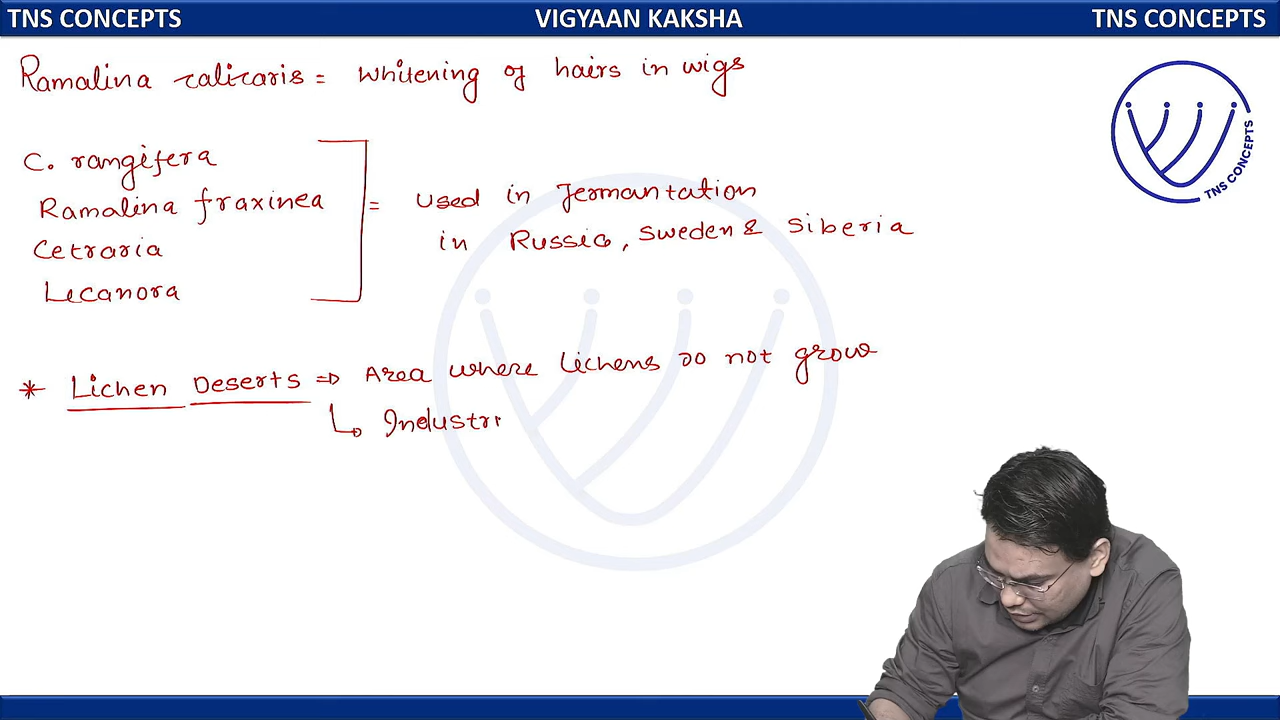 TNS CONCEPTS VIGYAAN KAKSHA TNS CONCEPTS
Ramalina calicaris = Whitening of hairs in wigs
TNS CONCEPTS
C. rangifera
Ramalina fraxinea = used in fermantation
Cetraria in Russia, Sweden & Siberia
Lecanora
* Lichen Deserts ⇒ Area where lichens do not grow
↳ Industri